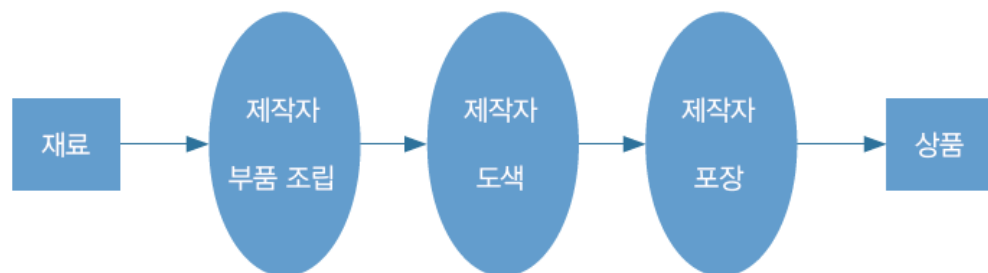 재료
제작자
부품 조립
제작자
도색
제작자
포장
상품